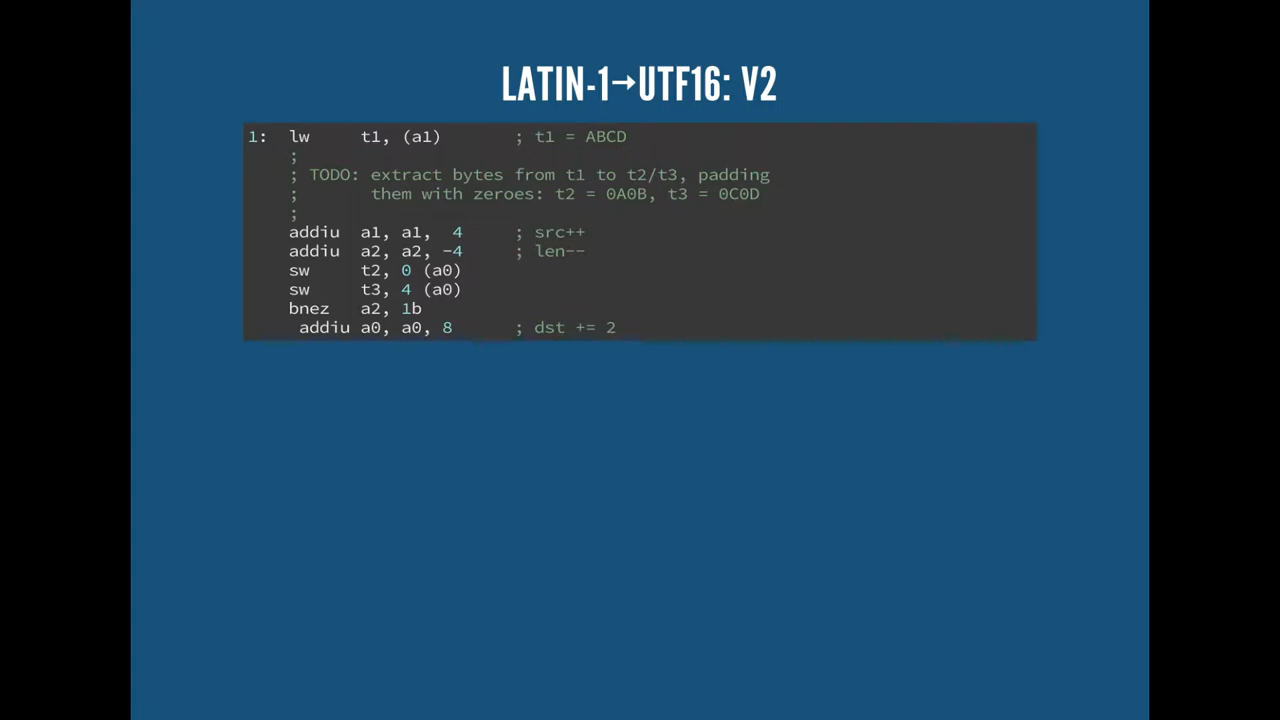 LATIN-1→UTF16: V2
1:  lw     t1, (a1)       ; t1 = ABCD
    ;
    ; TODO: extract bytes from t1 to t2/t3, padding
    ;       them with zeroes: t2 = 0A0B, t3 = 0C0D
    ;
    addiu  a1, a1,  4     ; src++
    addiu  a2, a2, -4     ; len--
    sw     t2, 0 (a0)
    sw     t3, 4 (a0)
    bnez   a2, 1b
     addiu a0, a0, 8      ; dst += 2